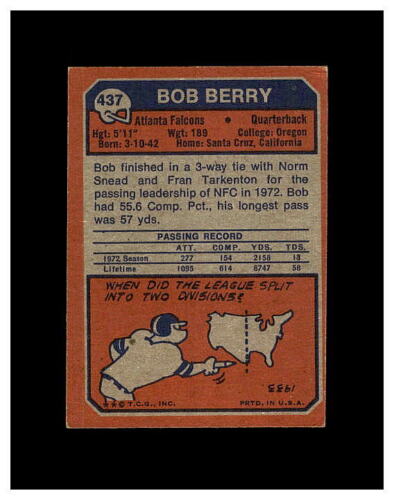 437 BOB BERRY
Atlanta Falcons • Quarterback
Hgt: 5'11" Wgt: 189 College: Oregon
Born: 3-10-42 Home: Santa Cruz, California
Bob finished in a 3-way tie with Norm
Snead and Fran Tarkenton for the
passing leadership of NFC in 1972. Bob
had 55.6 Comp. Pct., his longest pass
was 57 yds.
PASSING RECORD
ATT. COMP. YDS. TD
1972 Season 277 154 2158 13
Lifetime 1095 614 8747 58
WHEN DID THE LEAGUE SPLIT
INTO TWO DIVISIONS?
1933
★★© T.C.G., INC. PRTD. IN U.S.A.